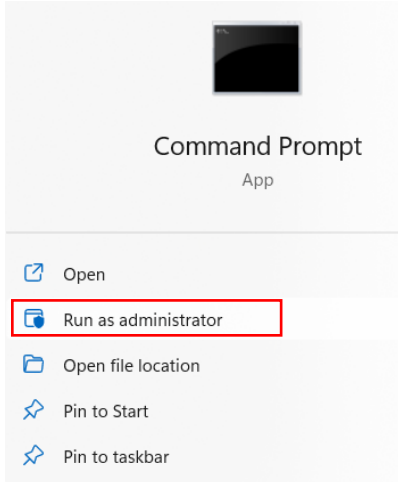 Command Prompt
App
Open
Run as administrator
Open file location
Pin to Start
Pin to taskbar